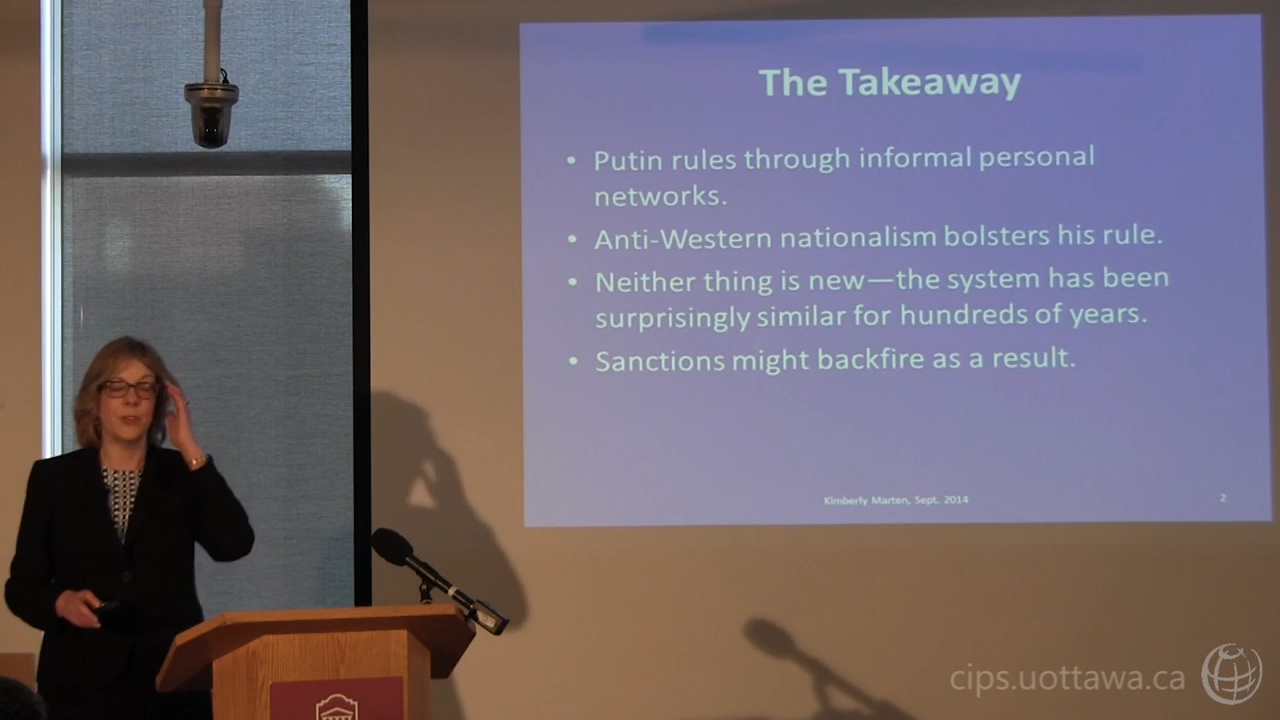 The Takeaway
• Putin rules through informal personal
networks.
• Anti-Western nationalism bolsters his rule.
• Neither thing is new—the system has been
surprisingly similar for hundreds of years.
• Sanctions might backfire as a result.
Kimberly Marten, Sept. 2014
2
cips.uottawa.ca